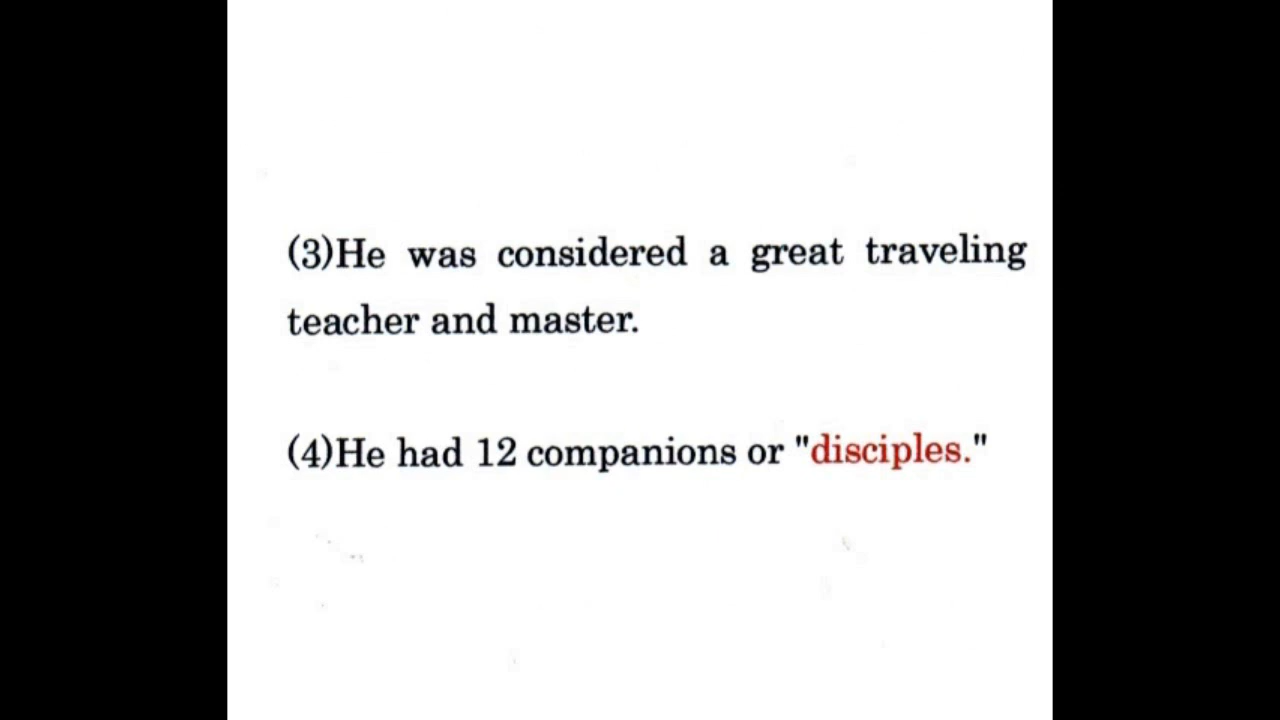 (3)He was considered a great traveling
teacher and master.
(4)He had 12 companions or "disciples."